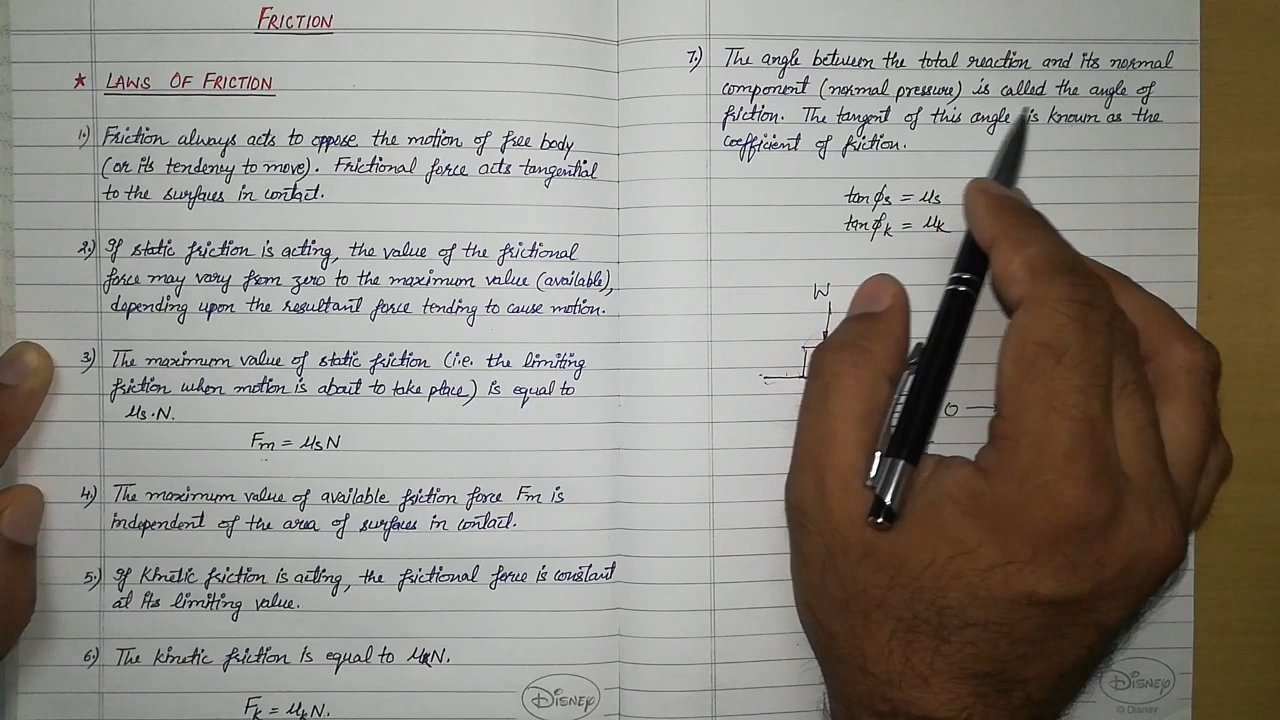 FRICTION
★ LAWS OF FRICTION
1.) Friction always acts to oppose the motion of free body
(or its tendency to move). Frictional force acts tangential
to the surfaces in contact.
2.) If static friction is acting, the value of the frictional
force may vary from zero to the maximum value (available),
depending upon the resultant force tending to cause motion.
3) The maximum value of static friction (i.e. the limiting
friction when motion is about to take place) is equal to
μs.N.
Fm = μsN
4.) The maximum value of available friction force Fm is
independent of the area of surfaces in contact.
5.) If kinetic friction is acting, the frictional force is constant
at its limiting value.
6.) The kinetic friction is equal to μkN.
Fk = μkN.
DISNEY
7.) The angle between the total reaction and its normal
component (normal pressure) is called the angle of
friction. The tangent of this angle is known as the
coefficient of friction.
tan ϕs = μs
tan ϕk = μk
W
DISNEY
© Disney